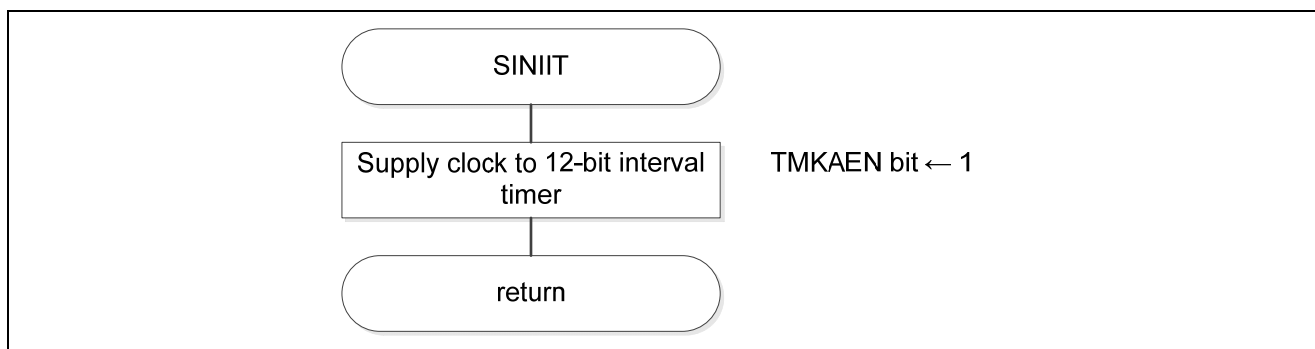 SINIIT
Supply clock to 12-bit interval
timer
TMKAEN bit ← 1
return